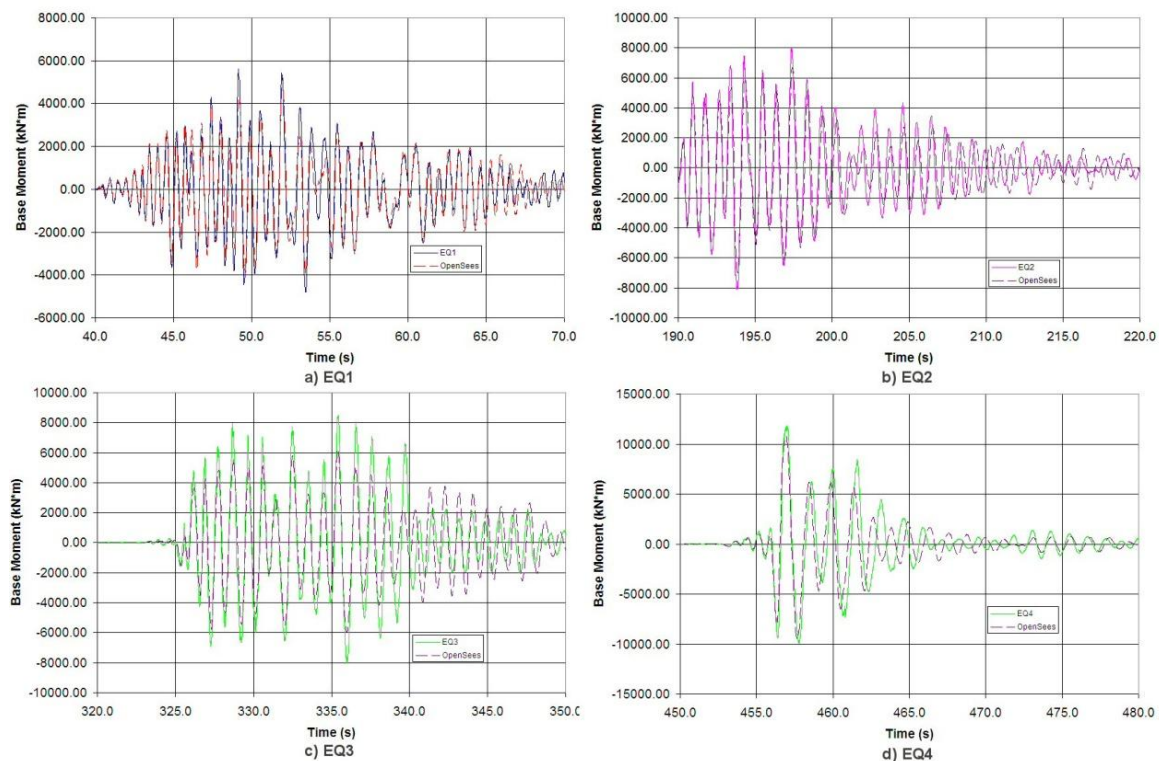 8000.00
6000.00
4000.00
2000.00
0.00
-2000.00
-4000.00
-6000.00
Base Moment (kN*m)
EQ1
OpenSees
40.0 45.0 50.0 55.0 60.0 65.0 70.0
Time (s)
a) EQ1
10000.00
8000.00
6000.00
4000.00
2000.00
0.00
-2000.00
-4000.00
-6000.00
-8000.00
-10000.00
Base Moment (kN*m)
EQ2
OpenSees
190.0 195.0 200.0 205.0 210.0 215.0 220.0
Time (s)
b) EQ2
10000.00
8000.00
6000.00
4000.00
2000.00
0.00
-2000.00
-4000.00
-6000.00
-8000.00
-10000.00
Base Moment (kN*m)
EQ3
OpenSees
320.0 325.0 330.0 335.0 340.0 345.0 350.0
Time (s)
c) EQ3
15000.00
10000.00
5000.00
0.00
-5000.00
-10000.00
-15000.00
Base Moment (kN*m)
EQ4
OpenSees
450.0 455.0 460.0 465.0 470.0 475.0 480.0
Time (s)
d) EQ4